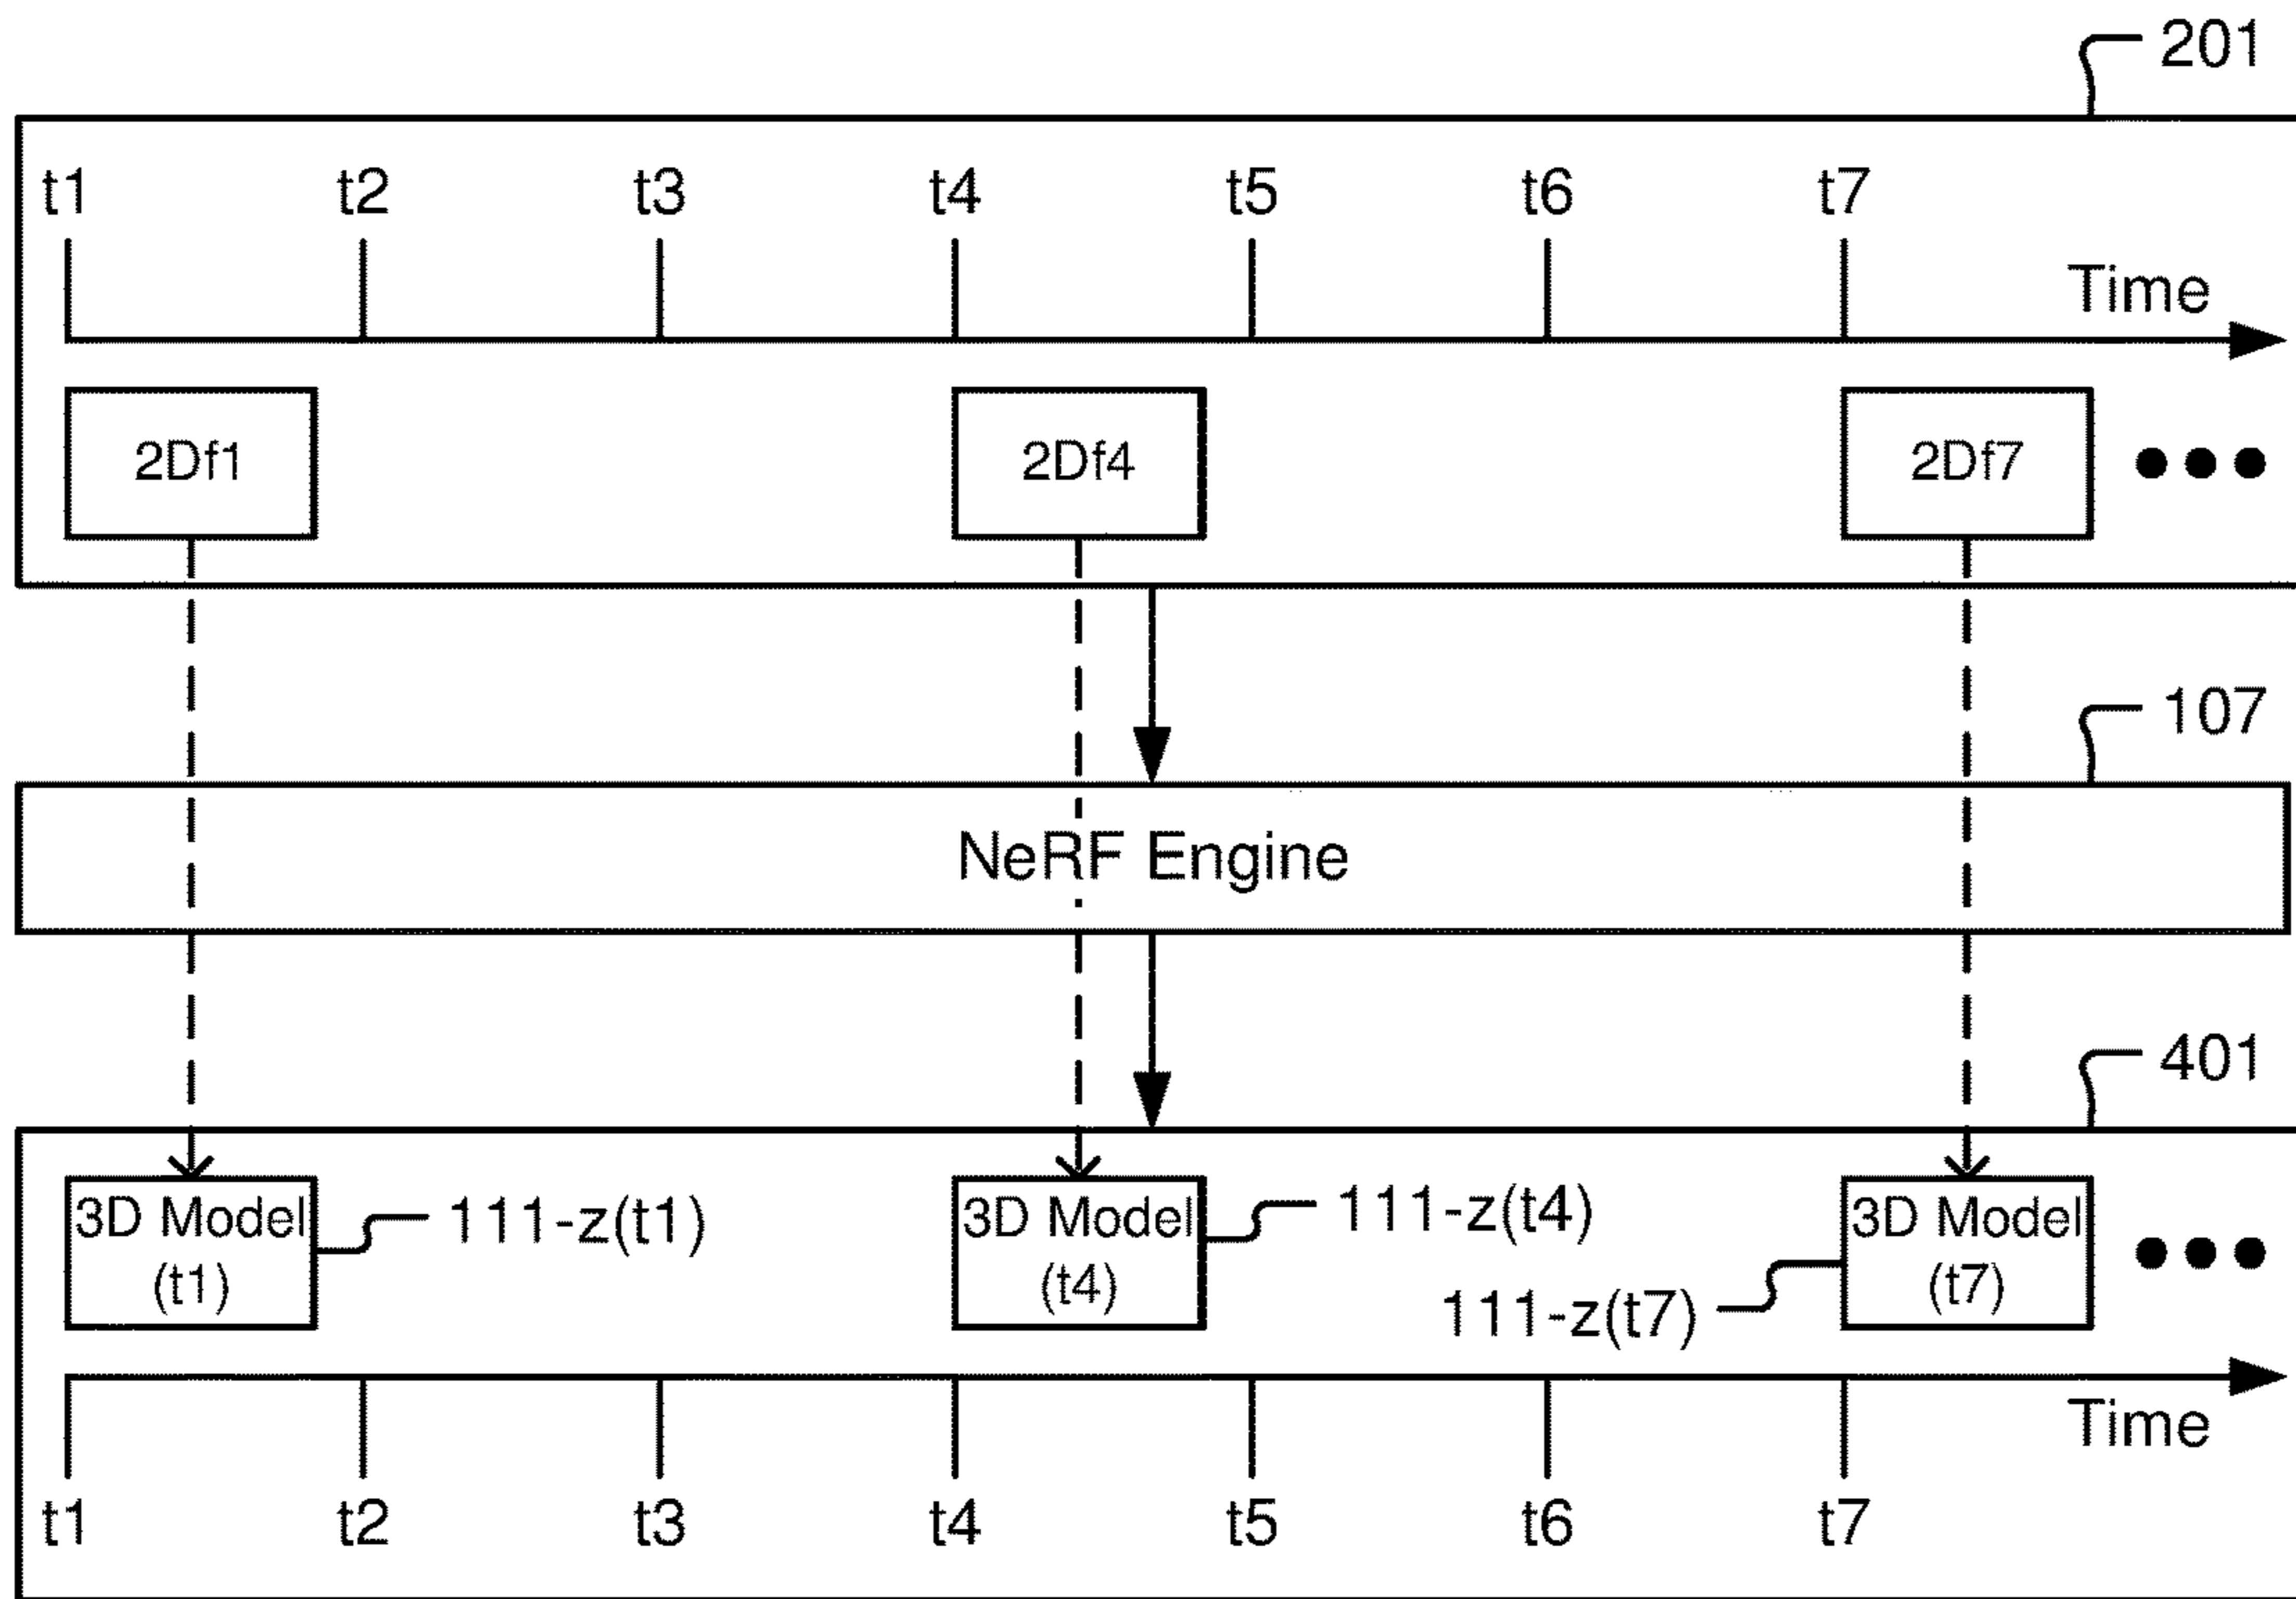 201
t1 t2 t3 t4 t5 t6 t7
Time
2Df1 2Df4 2Df7
107
NeRF Engine
401
3D Model
(t1)
111-z(t1)
3D Model
(t4)
111-z(t4)
3D Model
(t7)
111-z(t7)
Time
t1 t2 t3 t4 t5 t6 t7